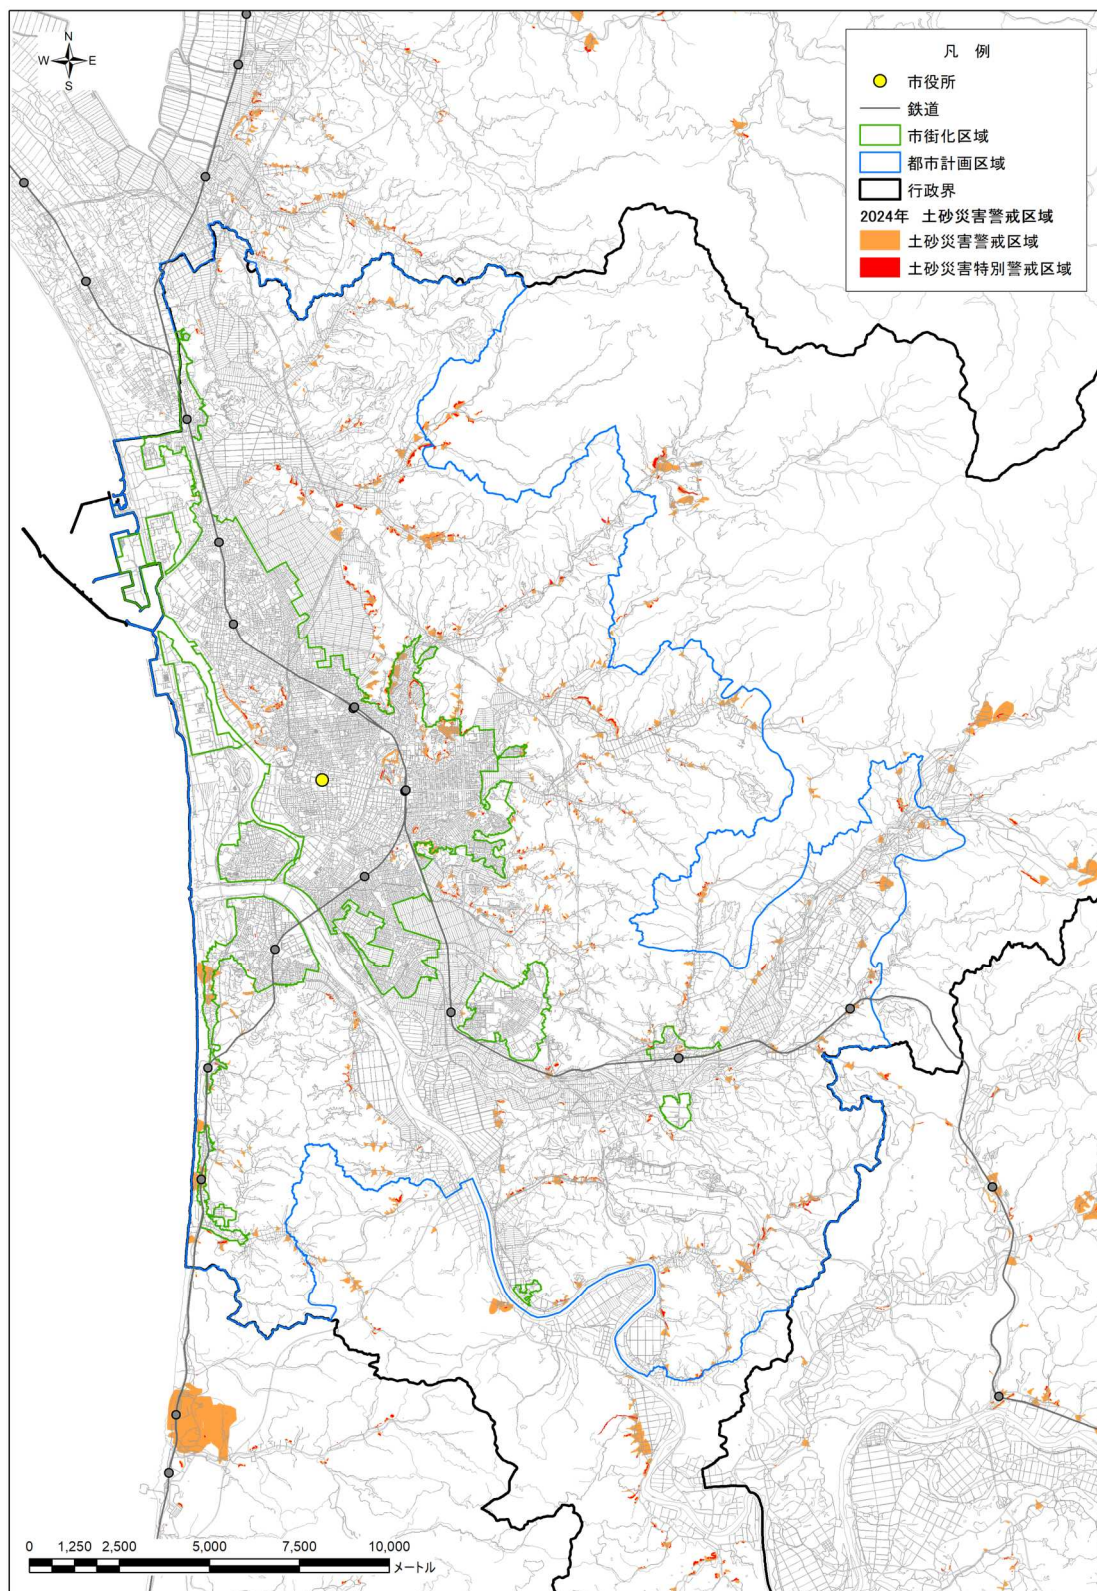 N
W E
S
凡 例
市役所
鉄道
市街化区域
都市計画区域
行政界
2024年 土砂災害警戒区域
土砂災害警戒区域
土砂災害特別警戒区域
0 1,250 2,500 5,000 7,500 10,000
メートル